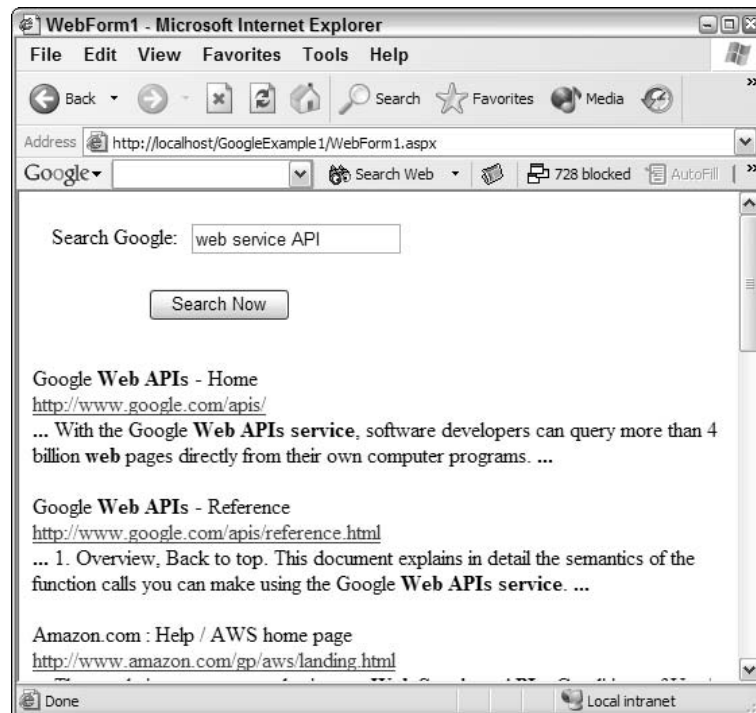 WebForm1 - Microsoft Internet Explorer
File Edit View Favorites Tools Help
Back Search Favorites Media »
Address http://localhost/GoogleExample1/WebForm1.aspx
Google Search Web 728 blocked AutoFill »
Search Google: web service API
Search Now
Google Web APIs - Home
http://www.google.com/apis/
... With the Google Web APIs service, software developers can query more than 4
billion web pages directly from their own computer programs. ...
Google Web APIs - Reference
http://www.google.com/apis/reference.html
... 1. Overview, Back to top. This document explains in detail the semantics of the
function calls you can make using the Google Web APIs service. ...
Amazon.com : Help / AWS home page
http://www.amazon.com/gp/aws/landing.html
Done Local intranet